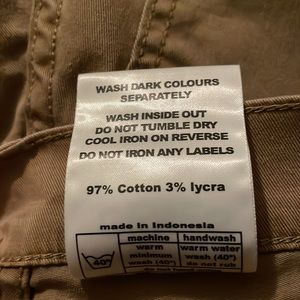 WASH DARK COLOURS
SEPARATELY
WASH INSIDE OUT
DO NOT TUMBLE DRY
COOL IRON ON REVERSE
DO NOT IRON ANY LABELS
97% Cotton 3% lycra
made in Indonesia
machine handwash
warm warm water
minimum wash (40°)
40° wash (40°) do not rub